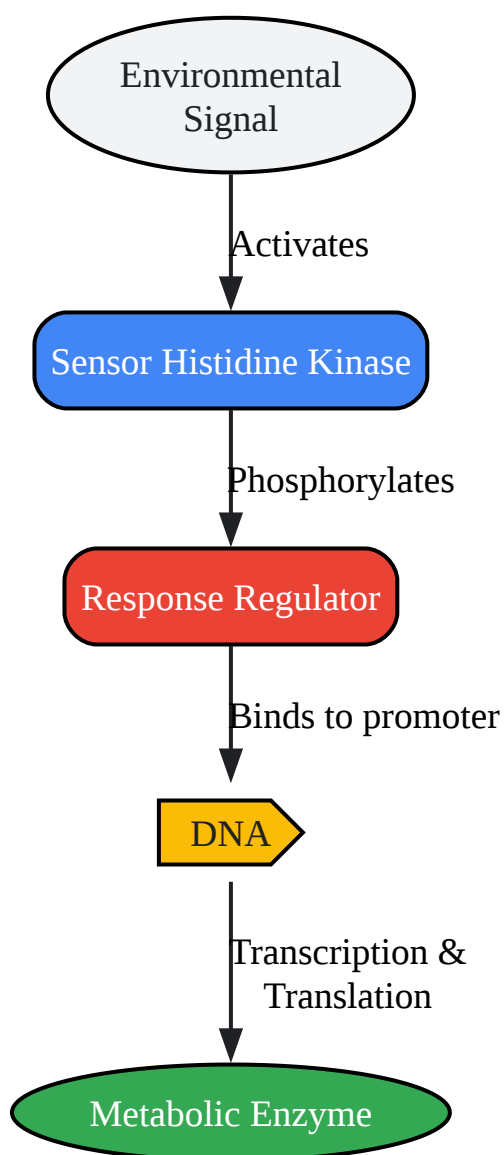 Environmental
Signal
Activates
Sensor Histidine Kinase
Phosphorylates
Response Regulator
Binds to promoter
DNA
Transcription &
Translation
Metabolic Enzyme